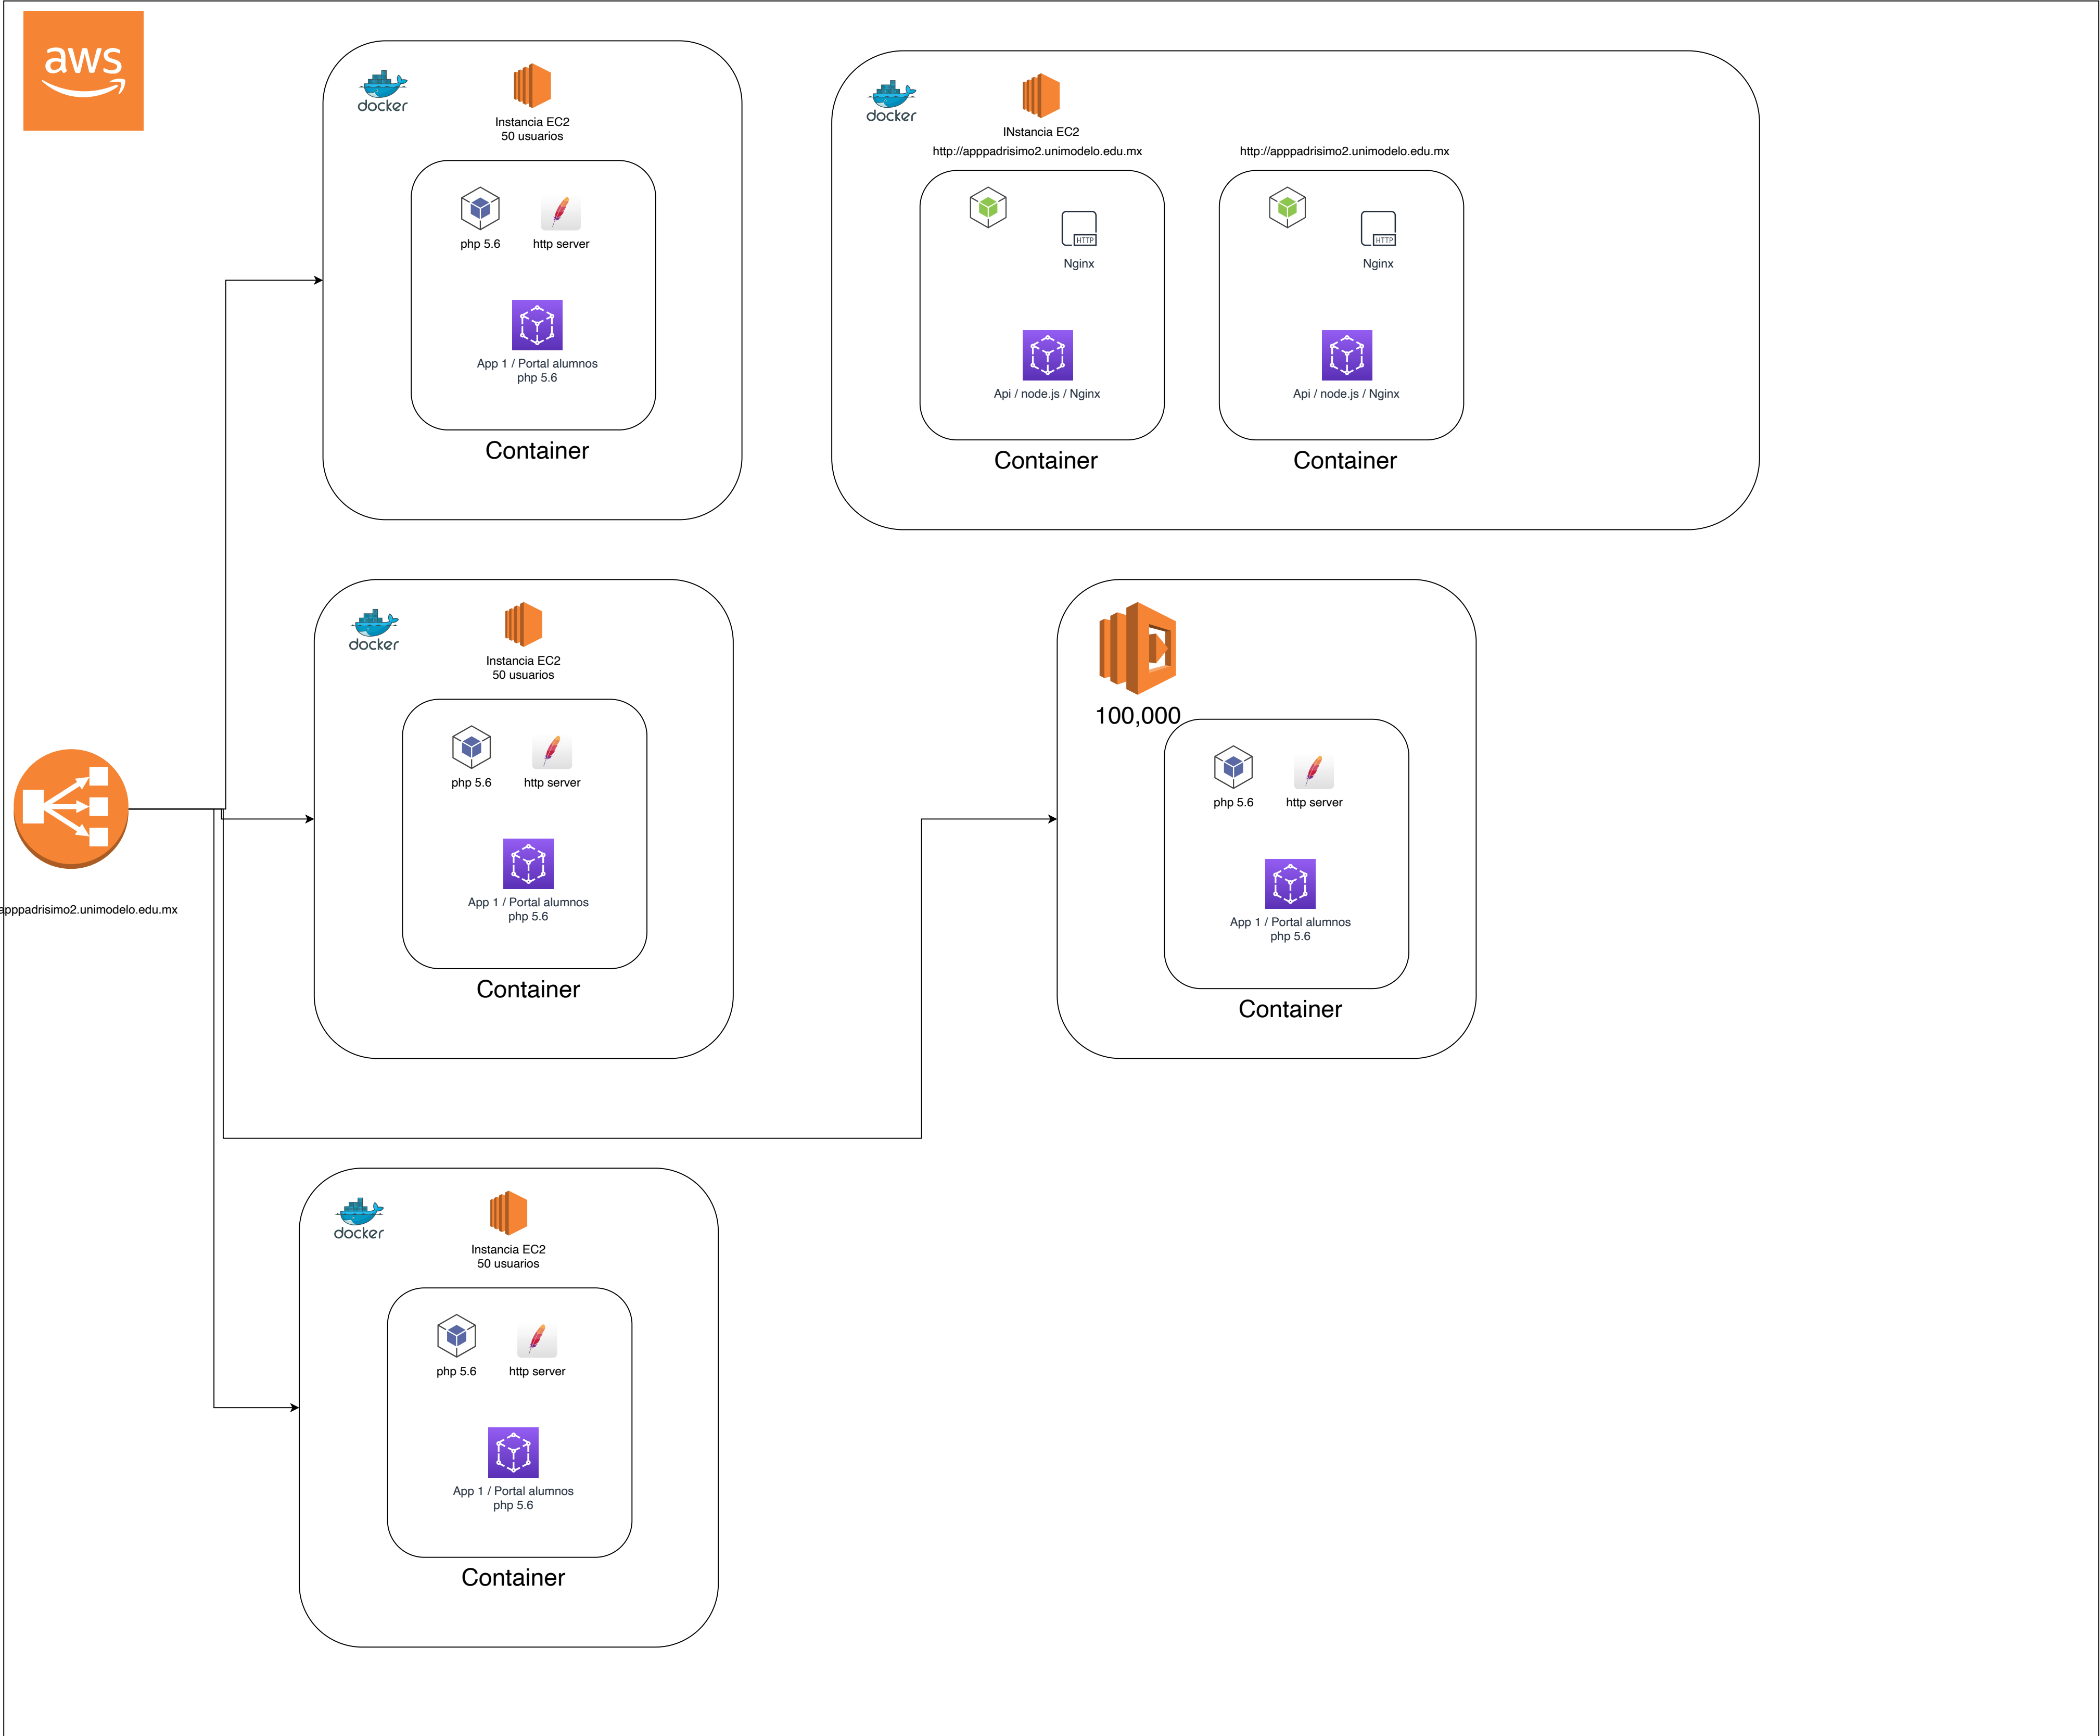 aws
docker
Instancia EC2
50 usuarios
php 5.6
http server
App 1 / Portal alumnos
php 5.6
Container
docker
INstancia EC2
http://apppadrisimo2.unimodelo.edu.mx
http://apppadrisimo2.unimodelo.edu.mx
HTTP
Nginx
Api / node.js / Nginx
Container
HTTP
Nginx
Api / node.js / Nginx
Container
docker
Instancia EC2
50 usuarios
php 5.6
http server
App 1 / Portal alumnos
php 5.6
Container
100,000
php 5.6
http server
App 1 / Portal alumnos
php 5.6
Container
apppadrisimo2.unimodelo.edu.mx
docker
Instancia EC2
50 usuarios
php 5.6
http server
App 1 / Portal alumnos
php 5.6
Container